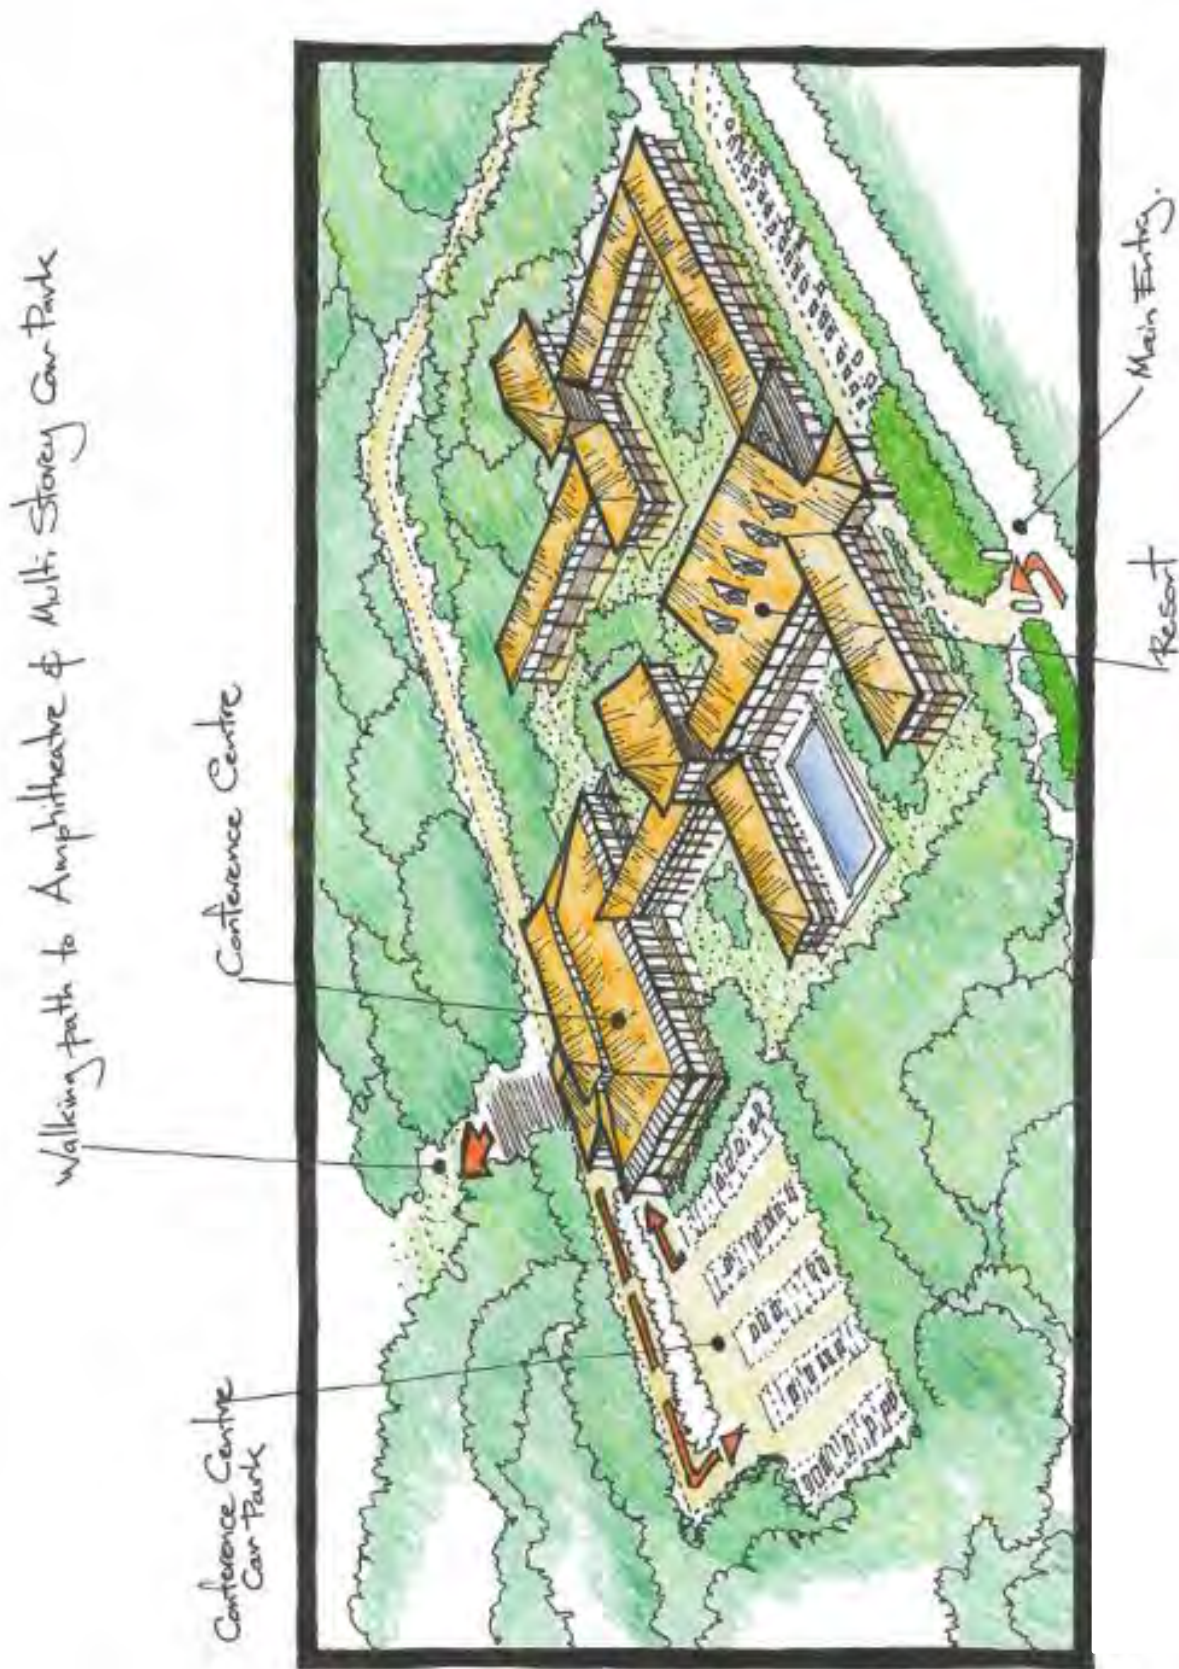 Walking path to Amphitheatre & Multi Storey Car Park
Conference Centre
Conference Centre
Car Park
Main Entry.
Resort